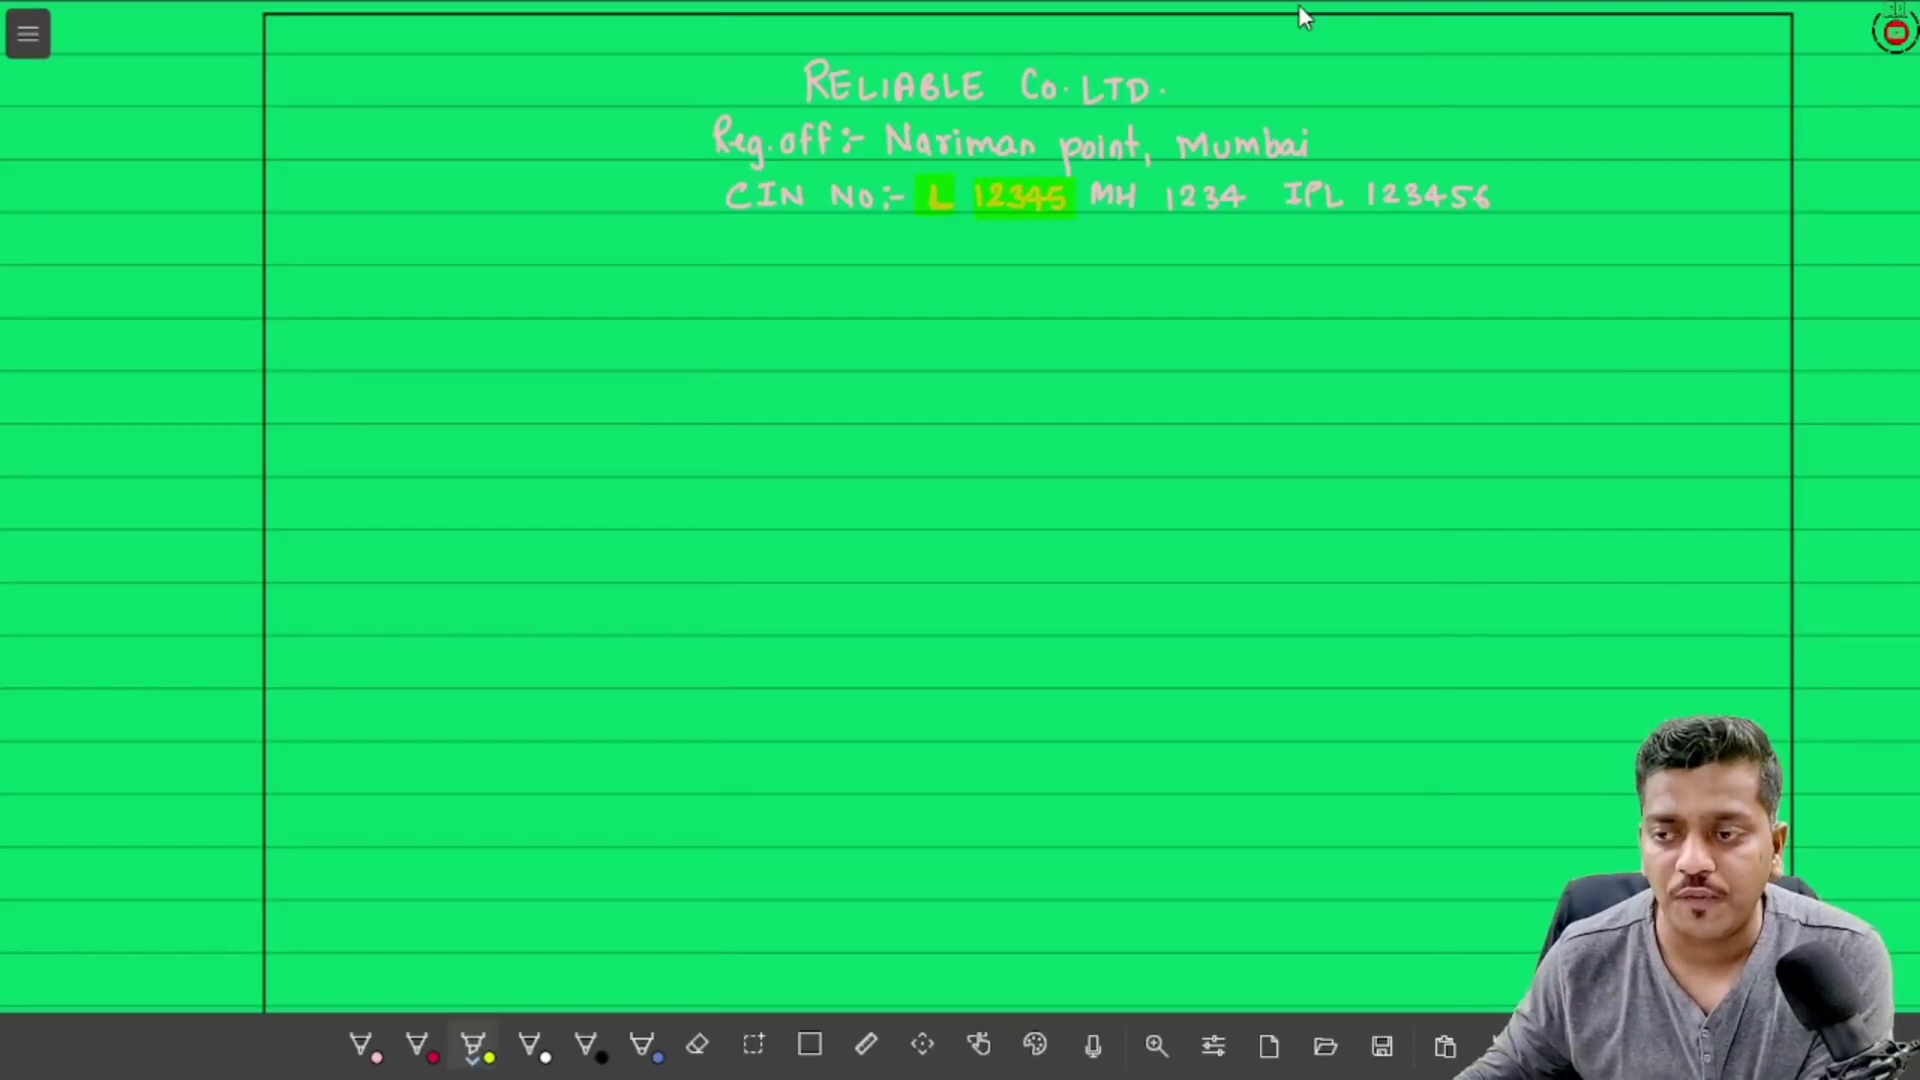 RELIABLE Co. LTD.
Reg. off :- Nariman point, Mumbai
CIN No :- L 12345 MH 1234 IPL 123456